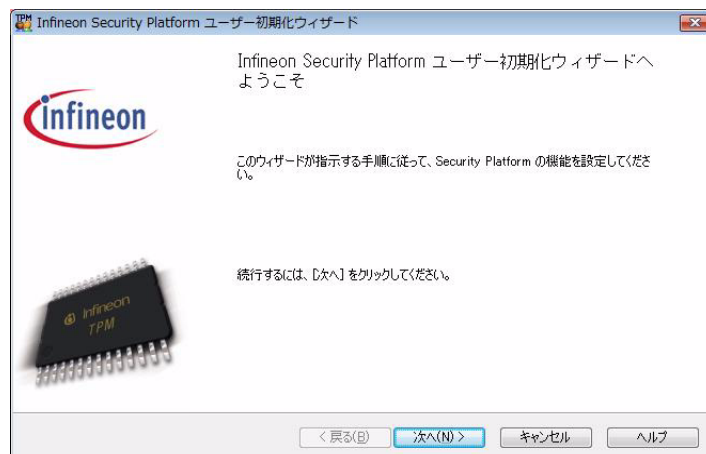 TPM
Infineon Security Platform ユーザー初期化ウィザード
Infineon Security Platform ユーザー初期化ウィザードへ
ようこそ
infineon
このウィザードが指示する手順に従って、Security Platform の機能を設定してくださ
い。
続行するには、[次へ] をクリックしてください。
infineon
TPM
< 戻る(B)
次へ(N) >
キャンセル
ヘルプ